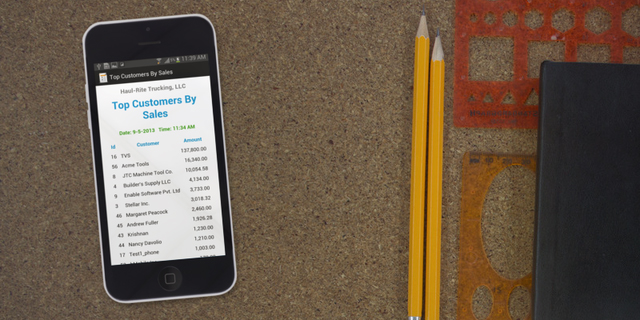 11:39 AM
Top Customers By Sales
Haul-Rite Trucking, LLC
Top Customers By
Sales
Date: 9-5-2013 Time: 11:34 AM
Id Customer Amount
16 TVS 137,800.00
56 Acme Tools 16,340.00
8 JTC Machine Tool Co. 10,084.58
4 Builder's Supply LLC 4,134.00
9 Enable Software Pvt. Ltd 3,733.00
3 Stellar Inc. 3,018.32
46 Margaret Peacock 2,460.00
45 Andrew Fuller 1,926.28
43 Krishnan 1,230.00
44 Nancy Davolio 1,210.00
17 Test1_phone 1,003.00